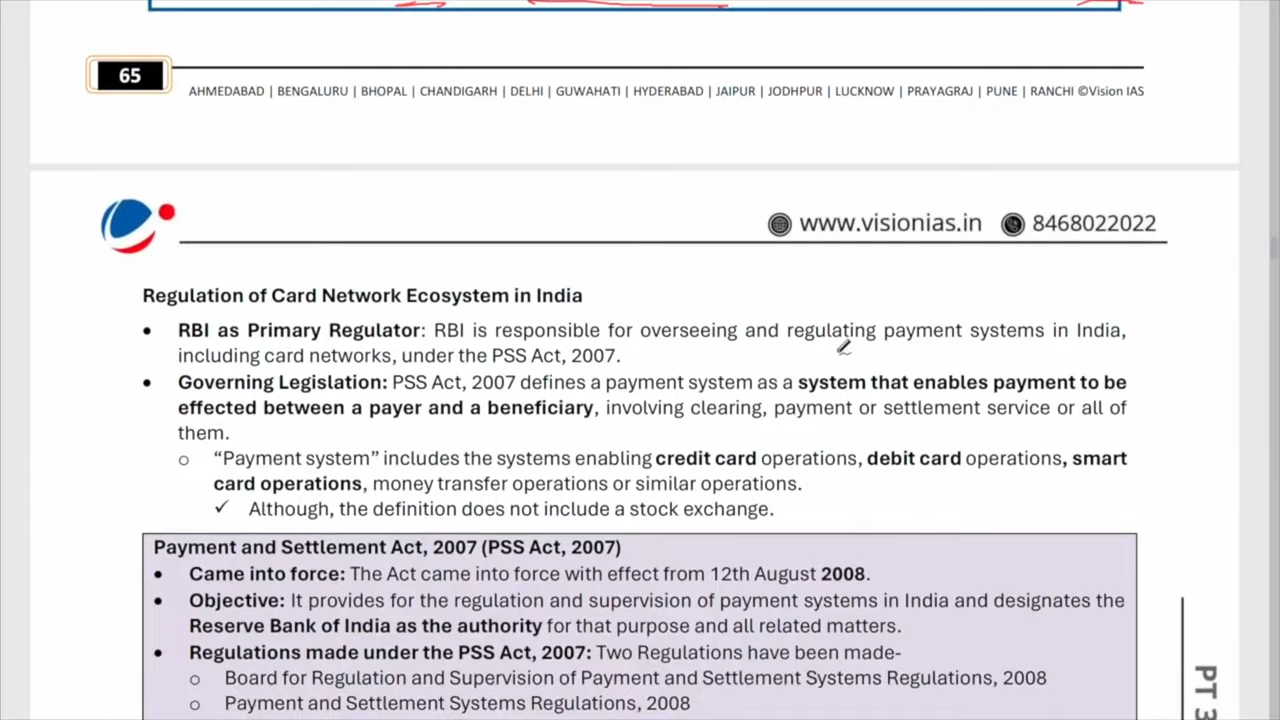 65
AHMEDABAD | BENGALURU | BHOPAL | CHANDIGARH | DELHI | GUWAHATI | HYDERABAD | JAIPUR | JODHPUR | LUCKNOW | PRAYAGRAJ | PUNE | RANCHI ©Vision IAS
www.visionias.in 8468022022
Regulation of Card Network Ecosystem in India
• RBI as Primary Regulator: RBI is responsible for overseeing and regulating payment systems in India,
including card networks, under the PSS Act, 2007.
• Governing Legislation: PSS Act, 2007 defines a payment system as a system that enables payment to be
effected between a payer and a beneficiary, involving clearing, payment or settlement service or all of
them.
o "Payment system" includes the systems enabling credit card operations, debit card operations, smart
card operations, money transfer operations or similar operations.
✓ Although, the definition does not include a stock exchange.
Payment and Settlement Act, 2007 (PSS Act, 2007)
• Came into force: The Act came into force with effect from 12th August 2008.
• Objective: It provides for the regulation and supervision of payment systems in India and designates the
Reserve Bank of India as the authority for that purpose and all related matters.
• Regulations made under the PSS Act, 2007: Two Regulations have been made-
o Board for Regulation and Supervision of Payment and Settlement Systems Regulations, 2008
o Payment and Settlement Systems Regulations, 2008
PT